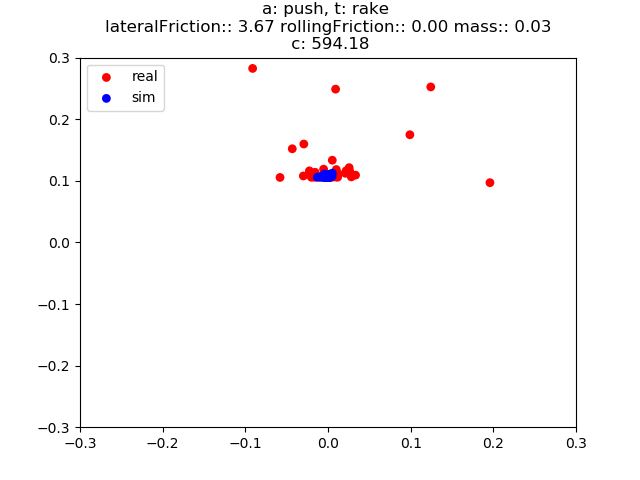 a: push, t: rake
lateralFriction:: 3.67 rollingFriction:: 0.00 mass:: 0.03
c: 594.18
real
sim
0.3
0.2
0.1
0.0
−0.1
−0.2
−0.3
−0.3
−0.2
−0.1
0.0
0.1
0.2
0.3